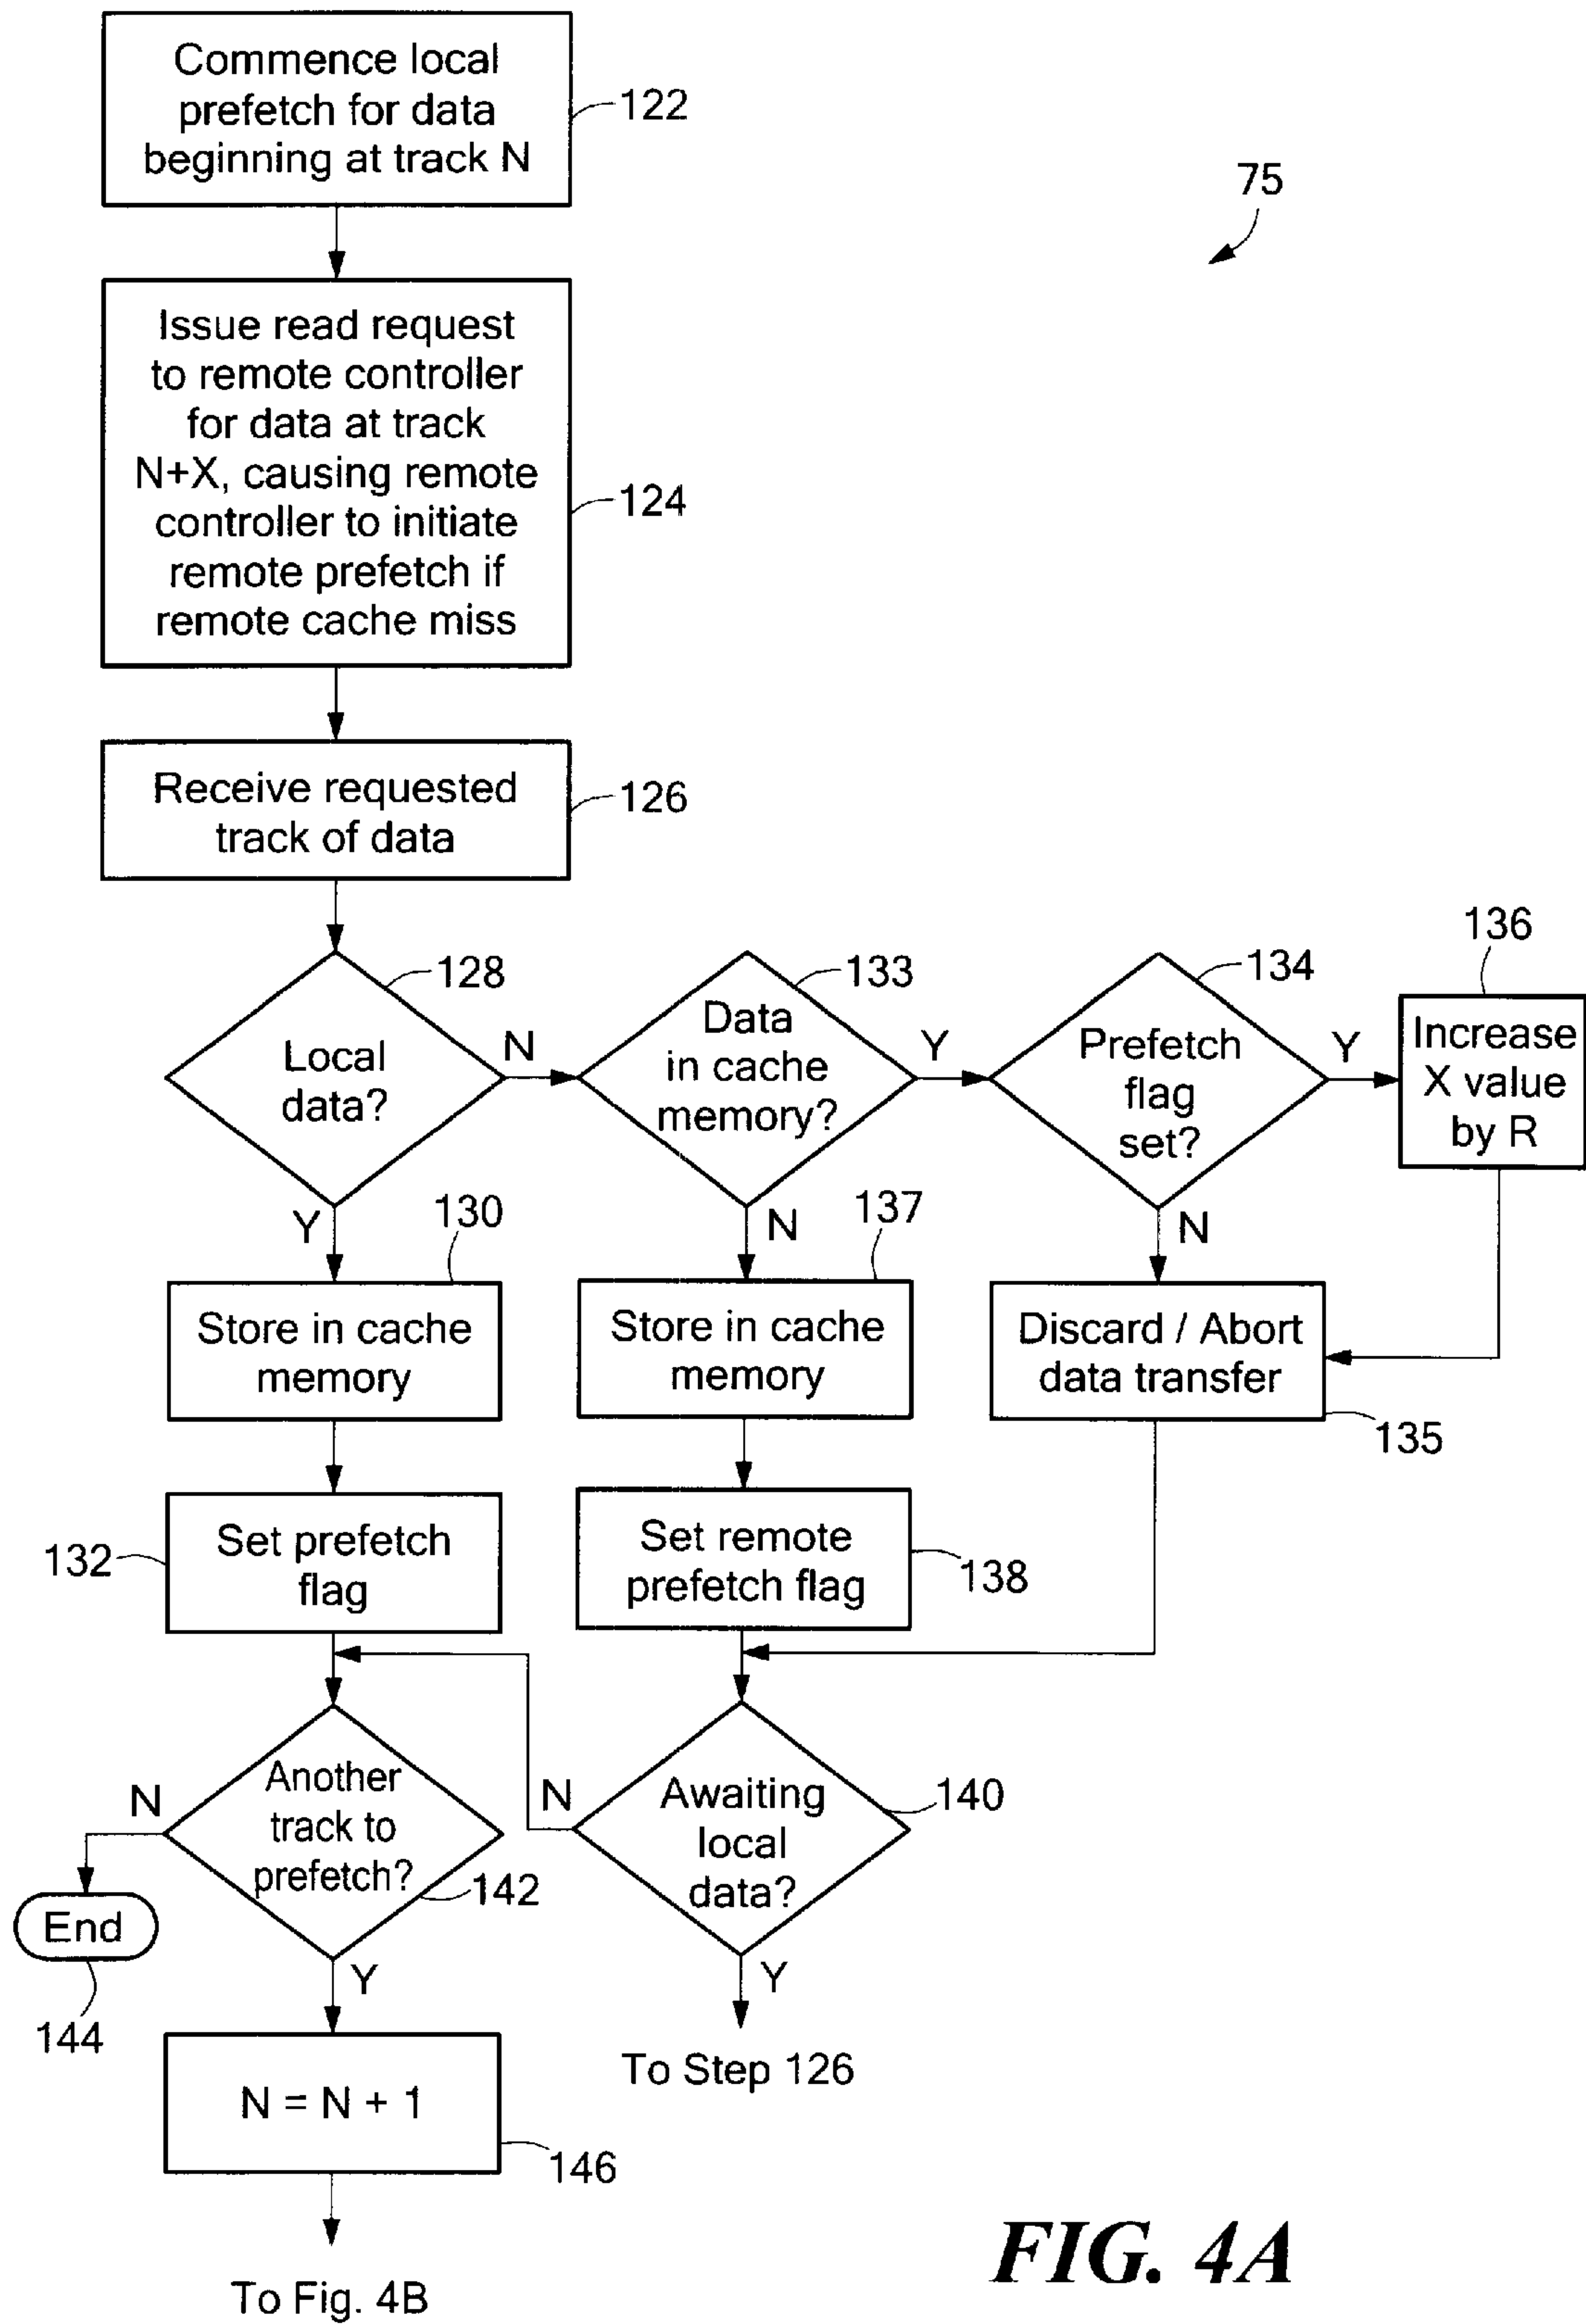 Commence local
prefetch for data
beginning at track N
122
75
Issue read request
to remote controller
for data at track
N+X, causing remote
controller to initiate
remote prefetch if
remote cache miss
124
Receive requested
track of data
126
128
Local
data?
N
Y
133
Data
in cache
memory?
Y
N
134
Prefetch
flag
set?
Y
N
136
Increase
X value
by R
130
Store in cache
memory
137
Store in cache
memory
Discard / Abort
data transfer
135
132
Set prefetch
flag
Set remote
prefetch flag
138
N
Another
track to
prefetch?
142
Y
N
Awaiting
local
data?
140
Y
End
144
To Step 126
N = N + 1
146
To Fig. 4B
FIG. 4A